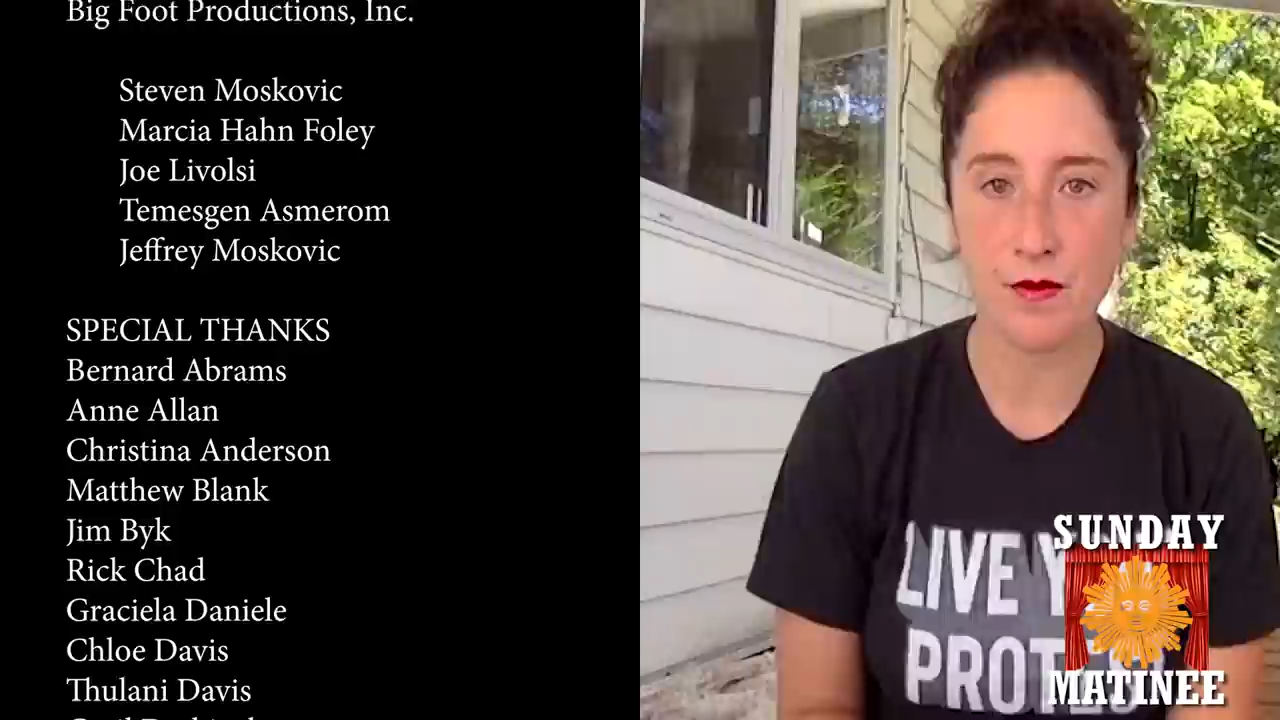 Big Foot Productions, Inc.
Steven Moskovic
Marcia Hahn Foley
Joe Livolsi
Temesgen Asmerom
Jeffrey Moskovic
SPECIAL THANKS
Bernard Abrams
Anne Allan
Christina Anderson
Matthew Blank
Jim Byk
Rick Chad
Graciela Daniele
Chloe Davis
Thulani Davis
LIVE
SUNDAY
MATINEE